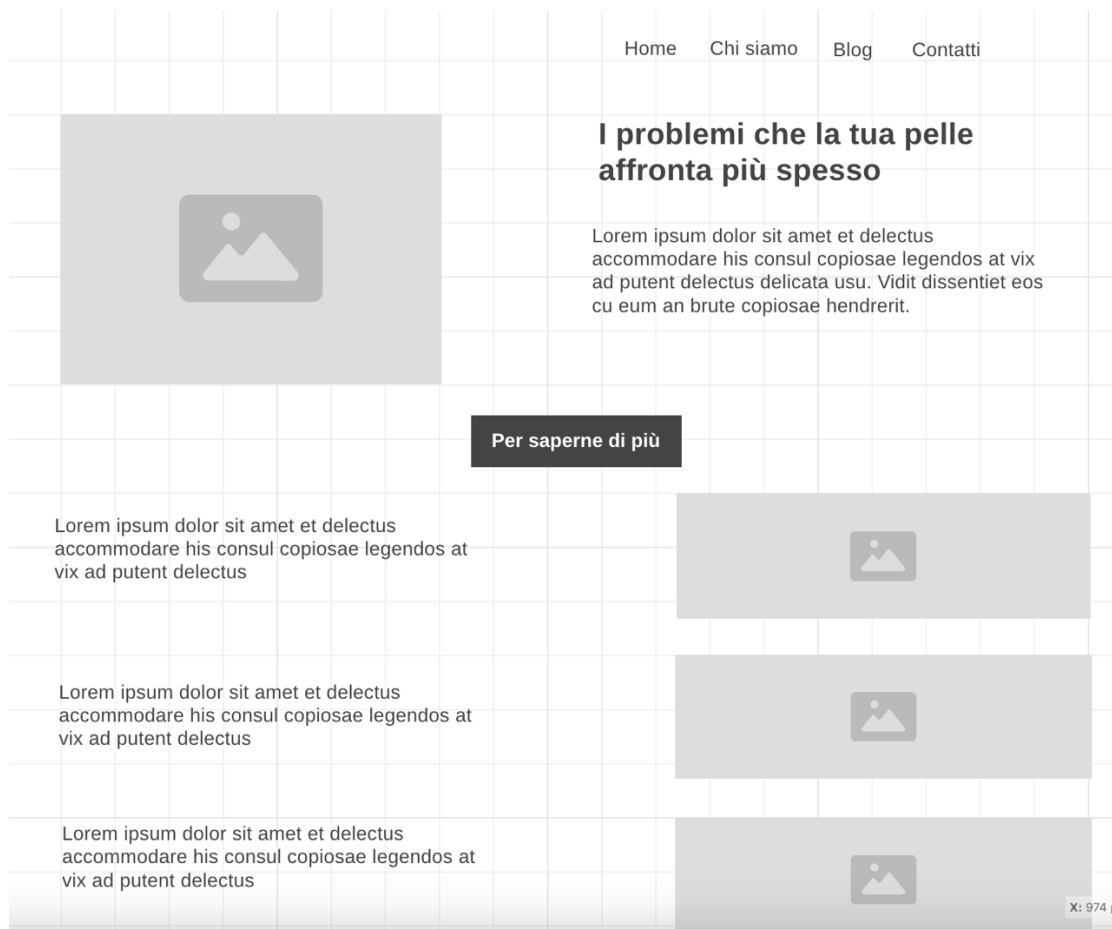 Home Chi siamo Blog Contatti
I problemi che la tua pelle
affronta più spesso
Lorem ipsum dolor sit amet et delectus
accommodare his consul copiosae legendos at vix
ad putent delectus delicata usu. Vidit dissentiet eos
cu eum an brute copiosae hendrerit.
Per saperne di più
Lorem ipsum dolor sit amet et delectus
accommodare his consul copiosae legendos at
vix ad putent delectus
Lorem ipsum dolor sit amet et delectus
accommodare his consul copiosae legendos at
vix ad putent delectus
Lorem ipsum dolor sit amet et delectus
accommodare his consul copiosae legendos at
vix ad putent delectus
X: 974